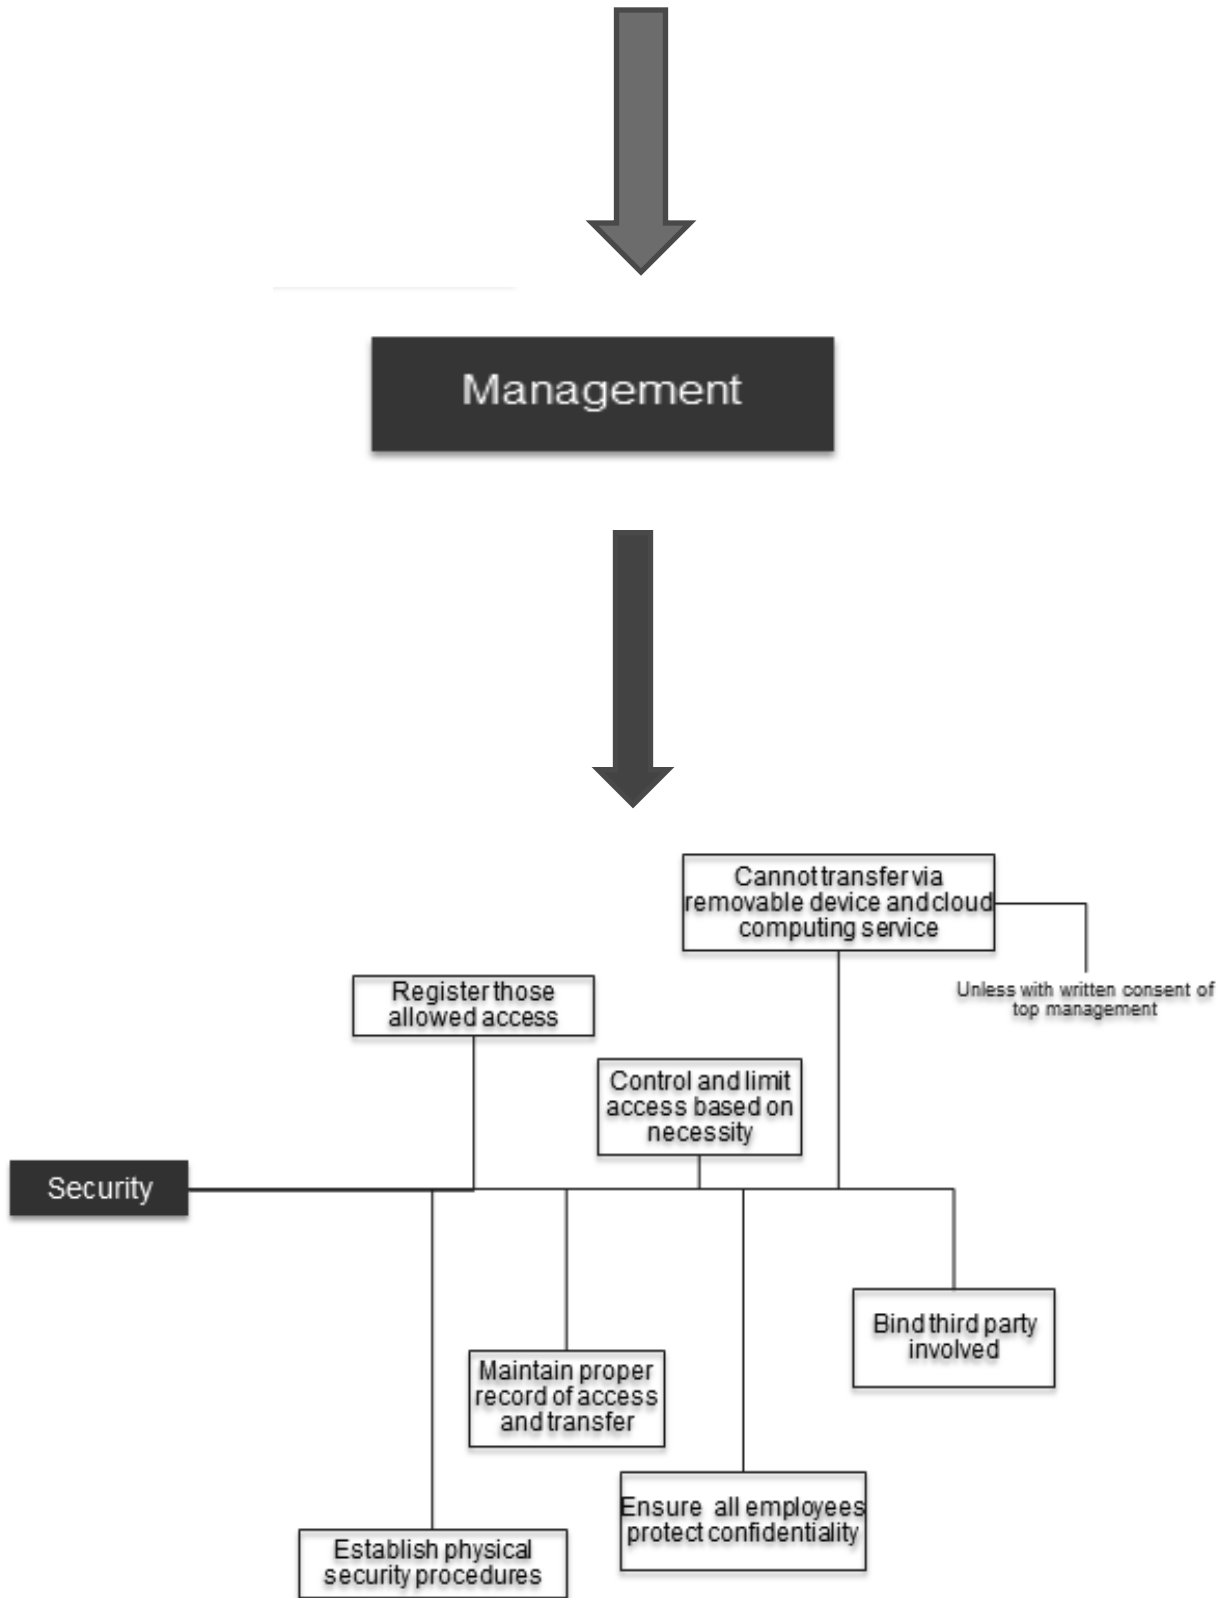 Management
Cannot transfer via
removable device and cloud
computing service
Unless with written consent of
top management
Register those
allowed access
Control and limit
access based on
necessity
Security
Bind third party
involved
Maintain proper
record of access
and transfer
Ensure all employees
protect confidentiality
Establish physical
security procedures